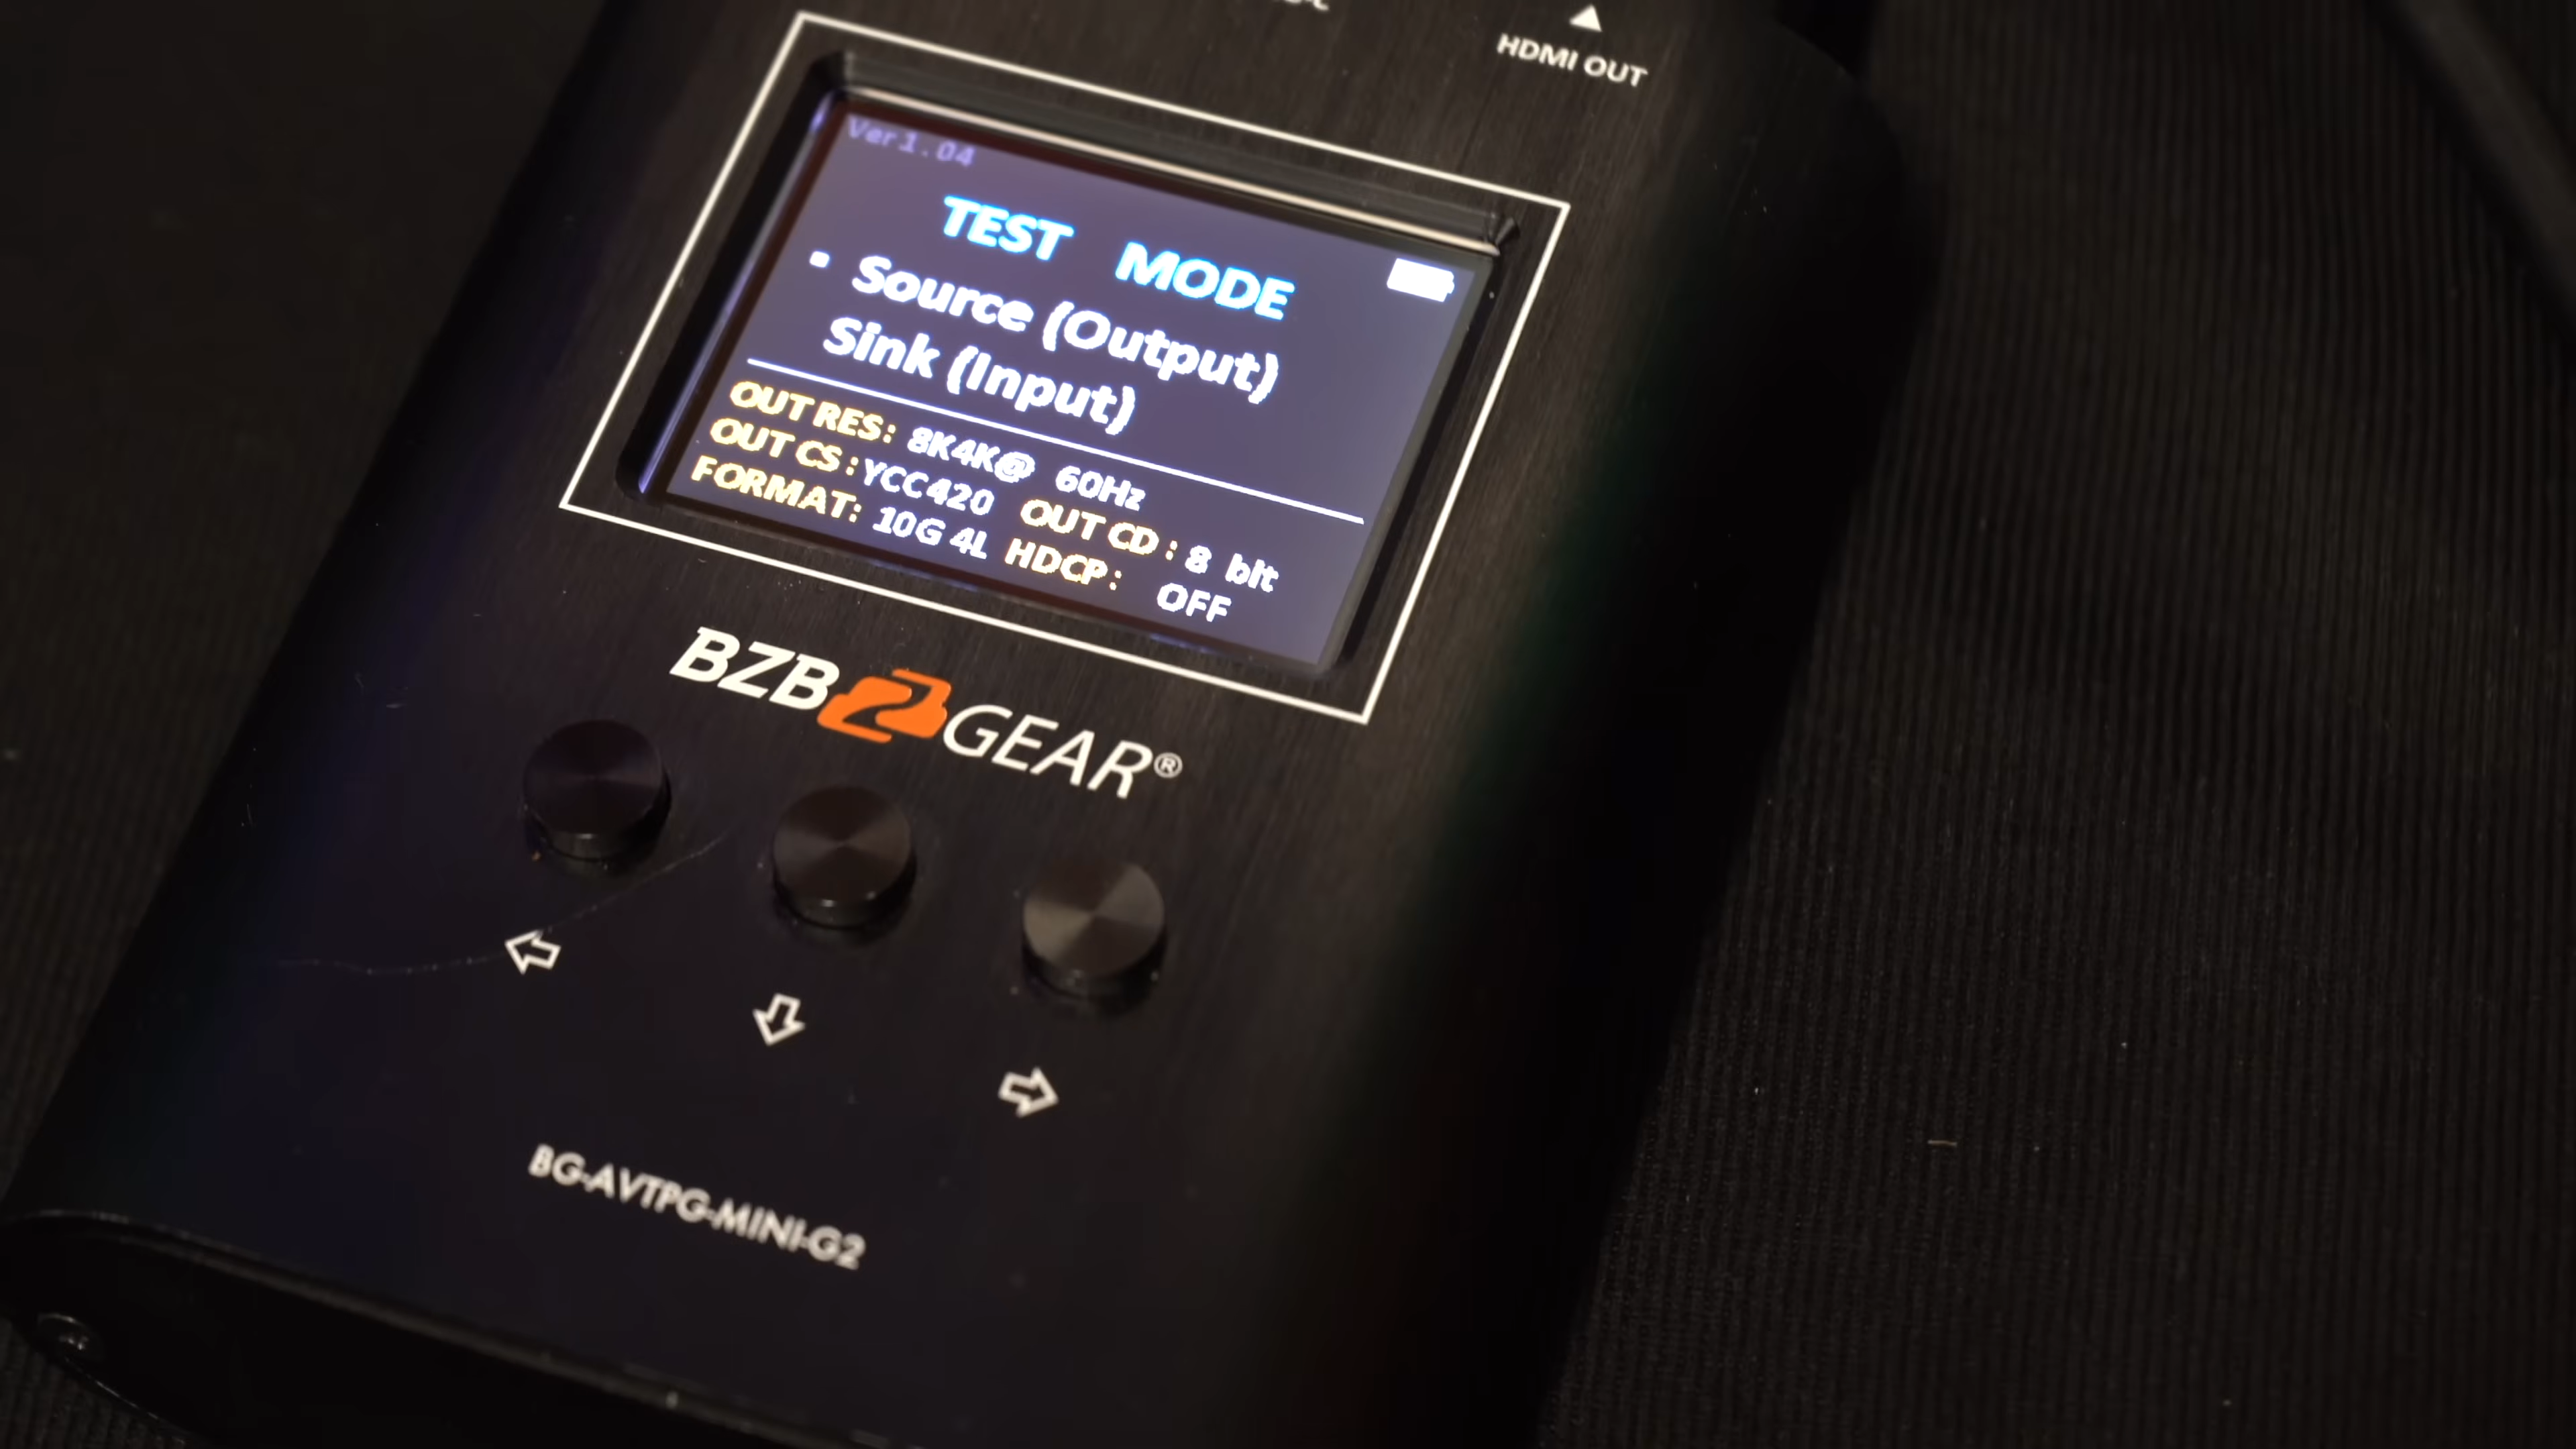 HDMI OUT
Ver1.04
TEST MODE
Source (Output)
Sink (Input)
OUT RES: 8K4K@ 60Hz
OUT CS : YCC420 OUT CD : 8 bit
FORMAT: 10G 4L HDCP: OFF
BZBGEAR®
BG-AVTPG-MINI-G2